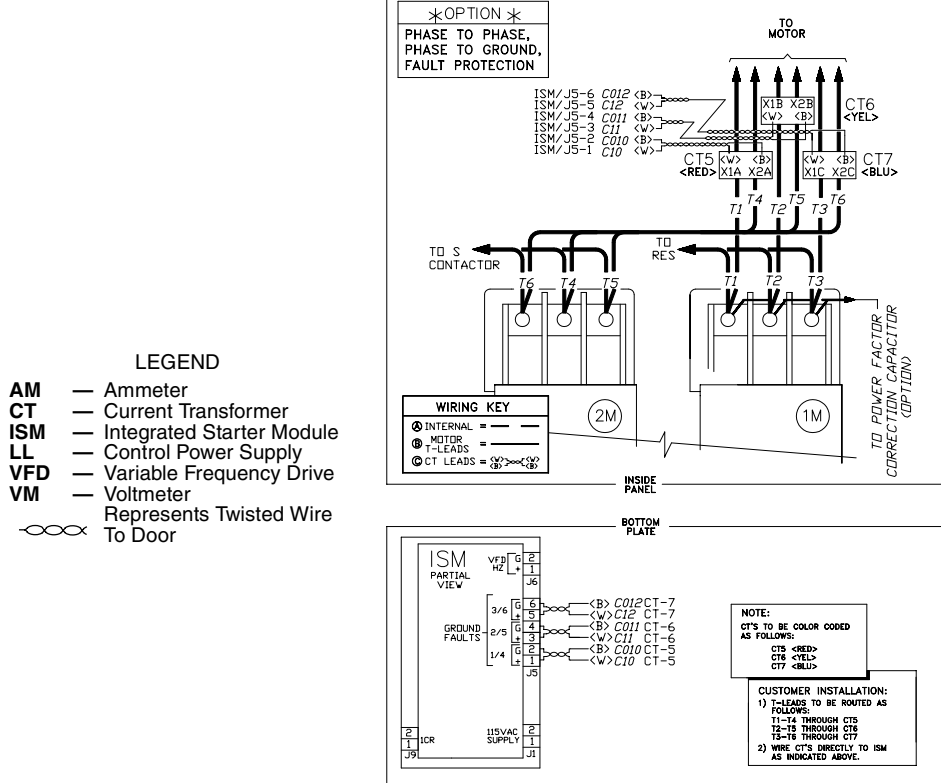 ∗OPTION∗
PHASE TO PHASE,
PHASE TO GROUND,
FAULT PROTECTION
TO
MOTOR
ISM/J5-6 C012 <B>
ISM/J5-5 C12 <W>
ISM/J5-4 C011 <B>
ISM/J5-3 C11 <W>
ISM/J5-2 C010 <B>
ISM/J5-1 C10 <W>
X1B X2B
<W> <B>
CT6
<YEL>
CT5
<RED>
<W> <B>
X1A X2A
<W> <B>
X1C X2C
CT7
<BLU>
T1 T4 T2 T5 T3 T6
TO S
CONTACTOR
TO
RES
T6 T4 T5
T1 T2 T3
TO POWER FACTOR
CORRECTION CAPACITOR
(OPTION)
2M
1M
WIRING KEY
A INTERNAL =
B MOTOR
T-LEADS =
C CT LEADS = <W> <W>
<B> <B>
INSIDE
PANEL
LEGEND
AM — Ammeter
CT — Current Transformer
ISM — Integrated Starter Module
LL — Control Power Supply
VFD — Variable Frequency Drive
VM — Voltmeter
Represents Twisted Wire
To Door
BOTTOM
PLATE
ISM
PARTIAL
VIEW
VFD
HZ
G 2
+ 1
J6
GROUND
FAULTS
3/6
G 6
+ 5
2/5
G 4
+ 3
1/4
G 2
+ 1
J5
<B> C012 CT-7
<W> C12 CT-7
<B> C011 CT-6
<W> C11 CT-6
<B> C010 CT-5
<W> C10 CT-5
2
1
J9
1CR
115VAC
SUPPLY
2
1
J1
NOTE:
CT'S TO BE COLOR CODED
AS FOLLOWS:
CT5 <RED>
CT6 <YEL>
CT7 <BLU>
CUSTOMER INSTALLATION:
1) T-LEADS TO BE ROUTED AS
FOLLOWS:
T1-T4 THROUGH CT5
T2-T5 THROUGH CT6
T3-T6 THROUGH CT7
2) WIRE CT'S DIRECTLY TO ISM
AS INDICATED ABOVE.